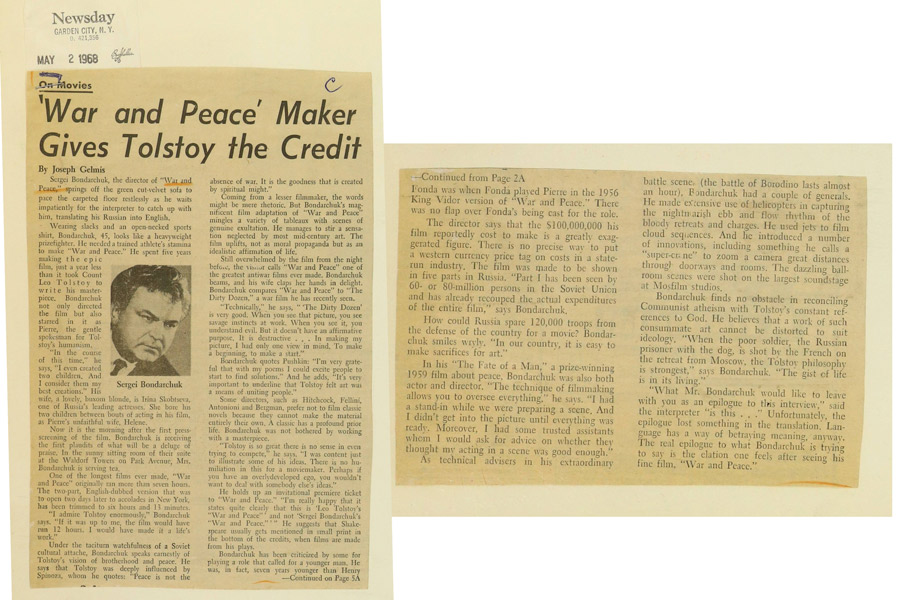 Newsday
GARDEN CITY, N. Y.
D. 421,056
MAY 2 1968
On Movies
C
'War and Peace' Maker
Gives Tolstoy the Credit
By Joseph Gelmis
Sergei Bondarchuk, the director of "War and
Peace," springs off the green cut-velvet sofa to
pace the carpeted floor restlessly as he waits
impatiently for the interpreter to catch up with
him, translating his Russian into English.
Wearing slacks and an open-necked sports
shirt, Bondarchuk, 45, looks like a heavyweight
prizefighter. He needed a trained athlete's stamina
to make "War and Peace." He spent five years
making the epic
film, just a year less
than it took Count
Leo Tolstoy to
write his master-
piece. Bondarchuk
not only directed
the film but also
starred in it as
Pierre, the gentle
spokesman for Tol-
stoy's humanism.
"In the course
of this time," he
says, "I even created
two children. And
I consider them my
best creations." His
Sergei Bondarchuk
wife, a lovely, buxom blonde, is Irina Skobtseva,
one of Russia's leading actresses. She bore his
two children between bouts of acting in his film,
as Pierre's unfaithful wife, Helene.
Now it is the morning after the first press-
screening of the film. Bondarchuk is receiving
the first plaudits of what will be a deluge of
praise. In the sunny sitting room of their suite
at the Waldorf Towers on Park Avenue, Mrs.
Bondarchuk is serving tea.
One of the longest films ever made, "War
and Peace" originally ran more than seven hours.
The two-part, English-dubbed version that was
to open two days later to accolades in New York,
has been trimmed to six hours and 13 minutes.
"I admire Tolstoy enormously," Bondarchuk
says. "If it was up to me, the film would have
run 12 hours. I would have made it a life's
work."
Under the taciturn watchfulness of a Soviet
cultural attache, Bondarchuk speaks earnestly of
Tolstoy's vision of brotherhood and peace. He
says that Tolstoy was deeply influenced by
Spinoza, whom he quotes: "Peace is not the
absence of war. It is the goodness that is created
by spiritual might."
Coming from a lesser filmmaker, the words
might be mere rhetoric. But Bondarchuk's mag-
nificent film adaptation of "War and Peace"
mingles a variety of tableaux with scenes of
genuine exultation. He manages to stir a sensa-
tion neglected by most mid-century art. The
film uplifts, not as moral propaganda but as an
idealistic affirmation of life.
Still overwhelmed by the film from the night
before, the visitor calls "War and Peace" one of
the greatest antiwar films ever made. Bondarchuk
beams, and his wife claps her hands in delight.
Bondarchuk compares "War and Peace" to "The
Dirty Dozen," a war film he has recently seen.
"Technically," he says, "'The Dirty Dozen'
is very good. When you see that picture, you see
savage instincts at work. When you see it, you
understand evil. But it doesn't have an affirmative
purpose. It is destructive . . . In making my
picture, I had only one view in mind. To make
a beginning, to make a start."
Bondarchuk quotes Pushkin: "I'm very grate-
ful that with my poems I could excite people to
start to find solutions." And he adds, "It's very
important to underline that Tolstoy felt art was
a means of uniting people."
Some directors, such as Hitchcock, Fellini,
Antonioni and Bergman, prefer not to film classic
novels because they cannot make the material
entirely their own. A classic has a profound prior
life. Bondarchuk was not bothered by working
with a masterpiece.
"Tolstoy is so great there is no sense in even
trying to compete," he says, "I was content just
to illustrate some of his ideas. There is no hu-
miliation in this for a moviemaker. Perhaps if
you have an overdeveloped ego, you wouldn't
want to deal with somebody else's ideas."
He holds up an invitational premiere ticket
to "War and Peace." "I'm really happy that it
states quite clearly that this is 'Leo Tolstoy's
"War and Peace"' and not 'Sergei Bondarchuk's
"War and Peace."'" He suggests that Shake-
speare usually gets mentioned in small print in
the bottom of the credits, when films are made
from his plays.
Bondarchuk has been criticized by some for
playing a role that called for a younger man. He
was, in fact, seven years younger than Henry
—Continued on Page 5A
—Continued from Page 2A
Fonda was when Fonda played Pierre in the 1956
King Vidor version of "War and Peace." There
was no flap over Fonda's being cast for the role.
The director says that the $100,000,000 his
film reportedly cost to make is a greatly exag-
gerated figure. There is no precise way to put
a western currency price tag on costs in a state-
run industry. The film was made to be shown
in five parts in Russia. "Part I has been seen by
60- or 80-million persons in the Soviet Union
and has already recouped the actual expenditures
of the entire film," says Bondarchuk.
How could Russia spare 120,000 troops from
the defense of the country for a movie? Bondar-
chuk smiles wryly. "In our country, it is easy to
make sacrifices for art."
In his "The Fate of a Man," a prize-winning
1959 film about peace, Bondarchuk was also both
actor and director. "The technique of filmmaking
allows you to oversee everything," he says. "I had
a stand-in while we were preparing a scene, And
I didn't get into the picture until everything was
ready. Moreover, I had some trusted assistants
whom I would ask for advice on whether they
thought my acting in a scene was good enough."
As technical advisers in his extraordinary
battle scene. (the battle of Borodino lasts almost
an hour), Bondarchuk had a couple of generals.
He made extensive use of helicopters in capturing
the nightmarish ebb and flow rhythm of the
bloody retreats and charges. He used jets to film
cloud sequences. And he introduced a number
of innovations, including something he calls a
"super-crane" to zoom a camera great distances
through doorways and rooms. The dazzling ball-
room scenes were shot on the largest soundstage
at Mosfilm studios.
Bondarchuk finds no obstacle in reconciling
Communist atheism with Tolstoy's constant ref-
erences to God. He believes that a work of such
consummate art cannot be distorted to suit
ideology. "When the poor soldier, the Russian
prisoner with the dog, is shot by the French on
the retreat from Moscow, the Tolstoy philosophy
is strongest," says Bondarchuk. "The gist of life
is in its living."
"What Mr. Bondarchuk would like to leave
with you as an epilogue to this interview," said
the interpreter "is this . . ." Unfortunately, the
epilogue lost something in the translation. Lan-
guage has a way of betraying meaning, anyway.
The real epilogue to what Bondarchuk is trying
to say is the elation one feels after seeing his
fine film, "War and Peace."